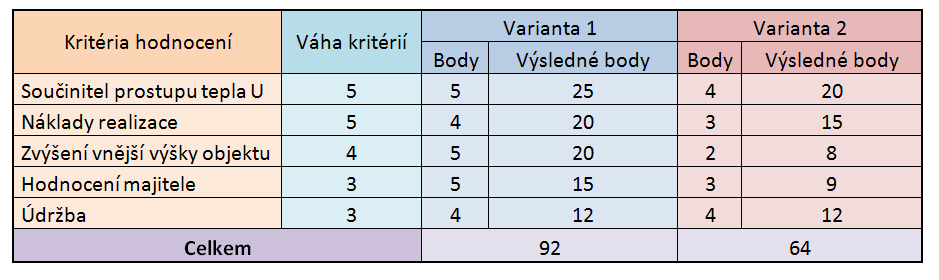 Kritéria hodnocení Váha kritérií Varianta 1 Varianta 2
Body Výsledné body Body Výsledné body
Součinitel prostupu tepla U 5 5 25 4 20
Náklady realizace 5 4 20 3 15
Zvýšení vnější výšky objektu 4 5 20 2 8
Hodnocení majitele 3 5 15 3 9
Údržba 3 4 12 4 12
Celkem 92 64